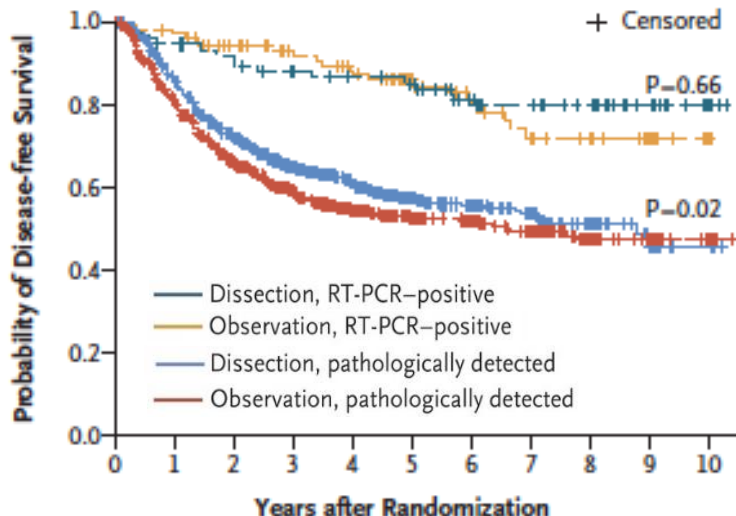 Probability of Disease-free Survival
1.0
0.8
0.6
0.4
0.2
0.0
Censored
P=0.66
P=0.02
Dissection, RT-PCR–positive
Observation, RT-PCR–positive
Dissection, pathologically detected
Observation, pathologically detected
0 1 2 3 4 5 6 7 8 9 10
Years after Randomization